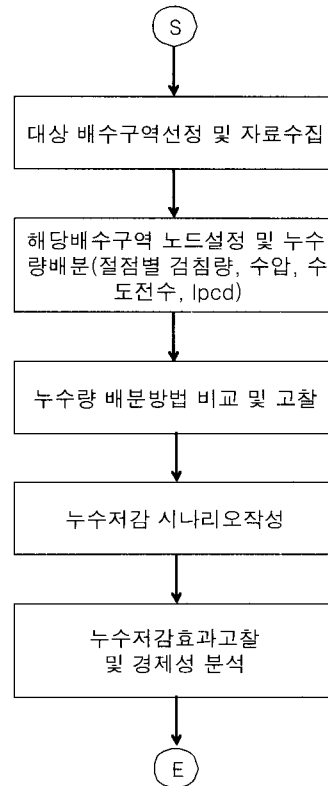 S
대상 배수구역선정 및 자료수집
해당배수구역 노드설정 및 누수
량배분(절점별 검침량, 수압, 수
도전수, lpcd)
누수량 배분방법 비교 및 고찰
누수저감 시나리오작성
누수저감효과고찰
및 경제성 분석
E